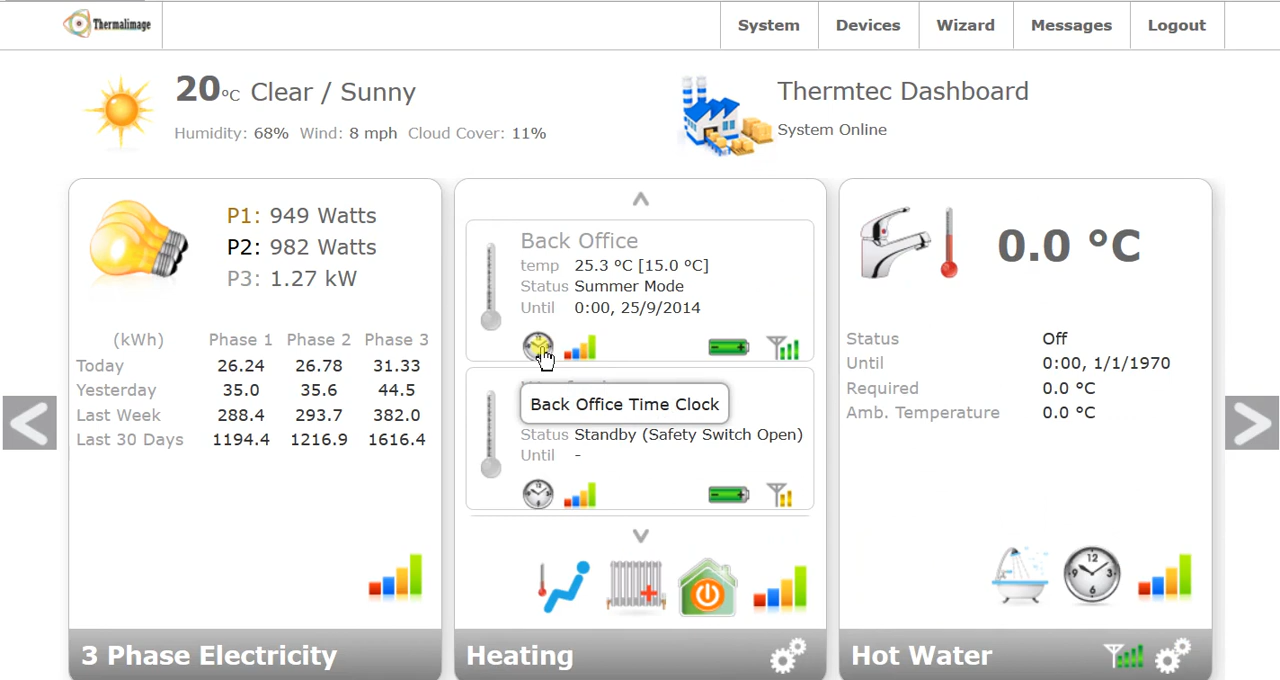 Thermalimage
System Devices Wizard Messages Logout
20°C Clear / Sunny
Humidity: 68% Wind: 8 mph Cloud Cover: 11%
Thermtec Dashboard
System Online
P1: 949 Watts
P2: 982 Watts
P3: 1.27 kW
(kWh) Phase 1 Phase 2 Phase 3
Today 26.24 26.78 31.33
Yesterday 35.0 35.6 44.5
Last Week 288.4 293.7 382.0
Last 30 Days 1194.4 1216.9 1616.4
3 Phase Electricity
Back Office
temp 25.3 °C [15.0 °C]
Status Summer Mode
Until 0:00, 25/9/2014
Back Office Time Clock
Status Standby (Safety Switch Open)
Until -
Heating
0.0 °C
Status Off
Until 0:00, 1/1/1970
Required 0.0 °C
Amb. Temperature 0.0 °C
12
9 3
6
Hot Water